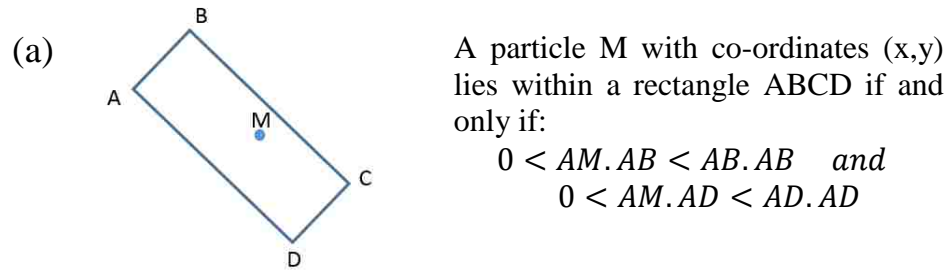 (a)
B
A
M
C
D
A particle M with co-ordinates (x,y)
lies within a rectangle ABCD if and
only if:
0 < AM.AB < AB.AB and
0 < AM.AD < AD.AD